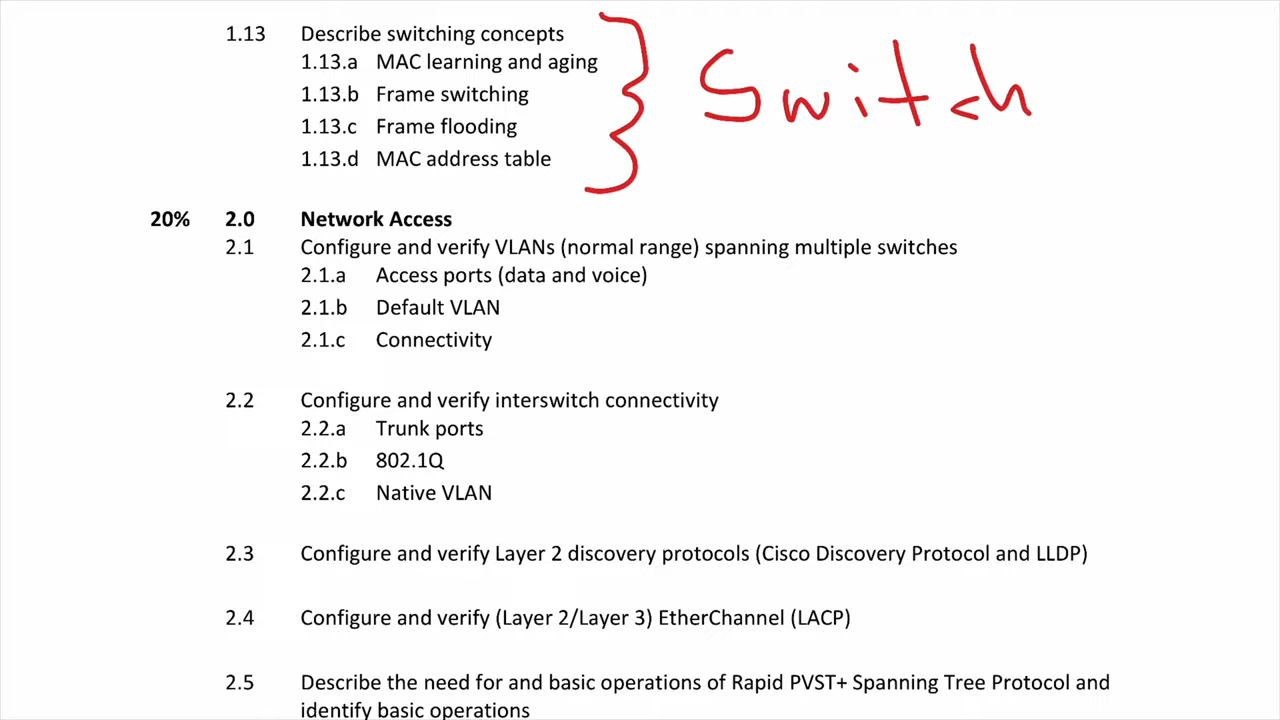 1.13 Describe switching concepts
1.13.a MAC learning and aging
1.13.b Frame switching
1.13.c Frame flooding
1.13.d MAC address table
Switch
20% 2.0 Network Access
2.1 Configure and verify VLANs (normal range) spanning multiple switches
2.1.a Access ports (data and voice)
2.1.b Default VLAN
2.1.c Connectivity
2.2 Configure and verify interswitch connectivity
2.2.a Trunk ports
2.2.b 802.1Q
2.2.c Native VLAN
2.3 Configure and verify Layer 2 discovery protocols (Cisco Discovery Protocol and LLDP)
2.4 Configure and verify (Layer 2/Layer 3) EtherChannel (LACP)
2.5 Describe the need for and basic operations of Rapid PVST+ Spanning Tree Protocol and
identify basic operations